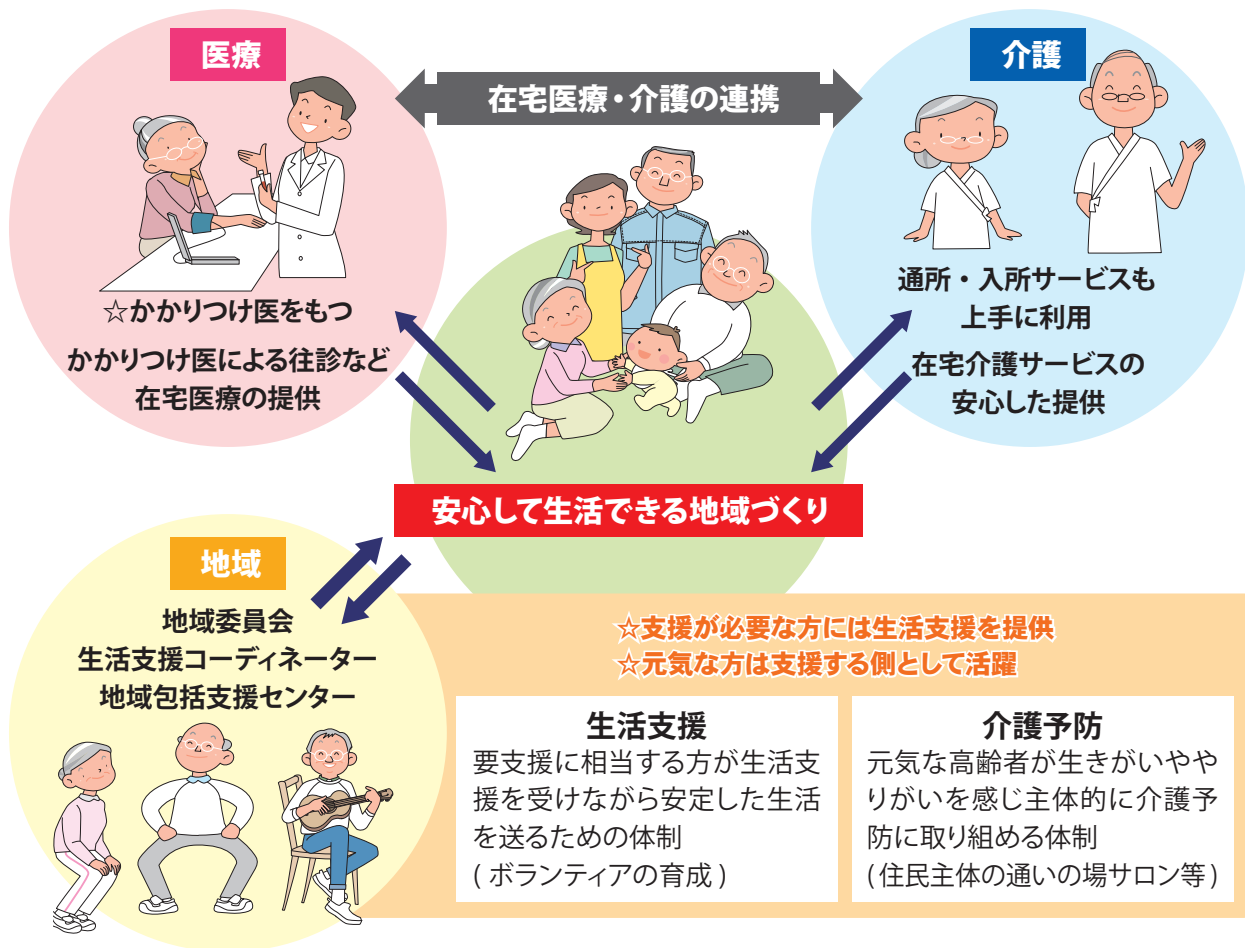 医療
在宅医療・介護の連携
介護
☆かかりつけ医をもつ
かかりつけ医による往診など
在宅医療の提供
通所・入所サービスも
上手に利用
在宅介護サービスの
安心した提供
安心して生活できる地域づくり
地域
地域委員会
生活支援コーディネーター
地域包括支援センター
☆支援が必要な方には生活支援を提供
☆元気な方は支援する側として活躍
生活支援
要支援に相当する方が生活支
援を受けながら安定した生活
を送るための体制
(ボランティアの育成)
介護予防
元気な高齢者が生きがいやや
りがいを感じ主体的に介護予
防に取り組める体制
(住民主体の通いの場サロン等)